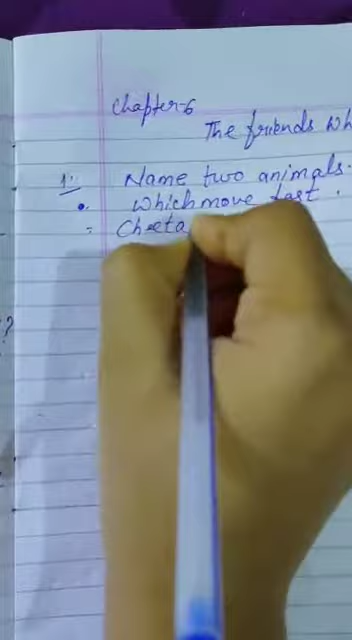 Chapter-6
The friends Wh
1:- Name two animals.
• Which move fast.
= Cheeta
?